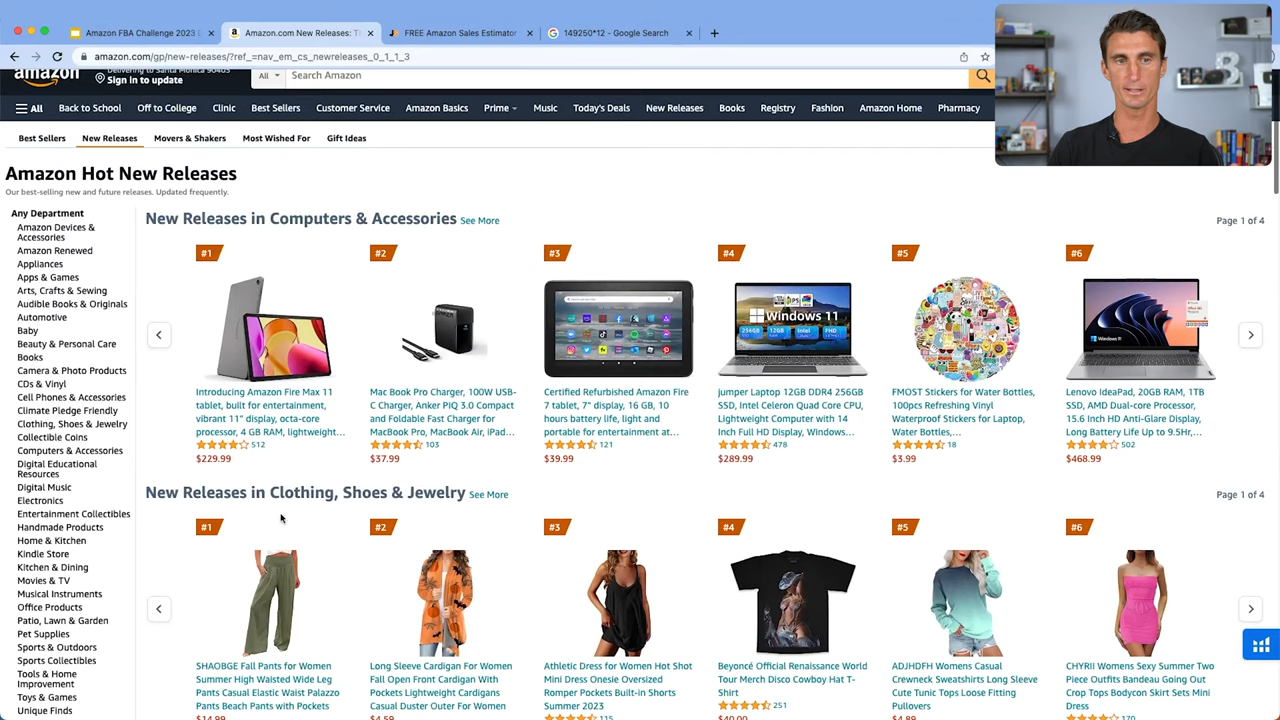 Amazon FBA Challenge 2023
Amazon.com New Releases: T
FREE Amazon Sales Estimator
149250*12 - Google Search
amazon.com/gp/new-releases/?ref_=nav_em_cs_newreleases_0_1_1_3
amazon
Delivering to Santa Monica 90405
Sign in to update
All
Search Amazon
All
Back to School
Off to College
Clinic
Best Sellers
Customer Service
Amazon Basics
Prime
Music
Today's Deals
New Releases
Books
Registry
Fashion
Amazon Home
Pharmacy
Best Sellers
New Releases
Movers & Shakers
Most Wished For
Gift Ideas
Amazon Hot New Releases
Our best-selling new and future releases. Updated frequently.
Any Department
Amazon Devices &
Accessories
Amazon Renewed
Appliances
Apps & Games
Arts, Crafts & Sewing
Audible Books & Originals
Automotive
Baby
Beauty & Personal Care
Books
Camera & Photo Products
CDs & Vinyl
Cell Phones & Accessories
Climate Pledge Friendly
Clothing, Shoes & Jewelry
Collectible Coins
Computers & Accessories
Digital Educational
Resources
Digital Music
Electronics
Entertainment Collectibles
Handmade Products
Home & Kitchen
Kindle Store
Kitchen & Dining
Movies & TV
Musical Instruments
Office Products
Patio, Lawn & Garden
Pet Supplies
Sports & Outdoors
Sports Collectibles
Tools & Home
Improvement
Toys & Games
Unique Finds
New Releases in Computers & Accessories See More
Page 1 of 4
#1
Introducing Amazon Fire Max 11
tablet, built for entertainment,
vibrant 11" display, octa-core
processor, 4 GB RAM, lightweight...
512
$229.99
#2
Mac Book Pro Charger, 100W USB-
C Charger, Anker PIQ 3.0 Compact
and Foldable Fast Charger for
MacBook Pro, MacBook Air, iPad...
103
$37.99
#3
Certified Refurbished Amazon Fire
7 tablet, 7" display, 16 GB, 10
hours battery life, light and
portable for entertainment at...
121
$39.99
#4
Windows 11
256GB
12GB
Intel
FHD
jumper Laptop 12GB DDR4 256GB
SSD, Intel Celeron Quad Core CPU,
Lightweight Computer with 14
Inch Full HD Display, Windows...
478
$289.99
#5
FMOST Stickers for Water Bottles,
100pcs Refreshing Vinyl
Waterproof Stickers for Laptop,
Water Bottles,...
18
$3.99
#6
Windows 11
Lenovo IdeaPad, 20GB RAM, 1TB
SSD, AMD Dual-core Processor,
15.6 Inch HD Anti-Glare Display,
Long Battery Life Up to 9.5Hr,...
502
$468.99
New Releases in Clothing, Shoes & Jewelry See More
Page 1 of 4
#1
SHAOBGE Fall Pants for Women
Summer High Waisted Wide Leg
Pants Casual Elastic Waist Palazzo
Pants Beach Pants with Pockets
$14.99
#2
Long Sleeve Cardigan For Women
Fall Open Front Cardigan With
Pockets Lightweight Cardigans
Casual Duster Outer For Women
$4.59
#3
Athletic Dress for Women Hot Shot
Mini Dress Onesie Oversized
Romper Pockets Built-in Shorts
Summer 2023
115
#4
Beyoncé Official Renaissance World
Tour Merch Disco Cowboy Hat T-
Shirt
251
$40.00
#5
ADJHDFH Womens Casual
Crewneck Sweatshirts Long Sleeve
Cute Tunic Tops Loose Fitting
Pullovers
$4.89
#6
CHYRII Womens Sexy Summer Two
Piece Outfits Bandeau Going Out
Crop Tops Bodycon Skirt Sets Mini
Dress
170